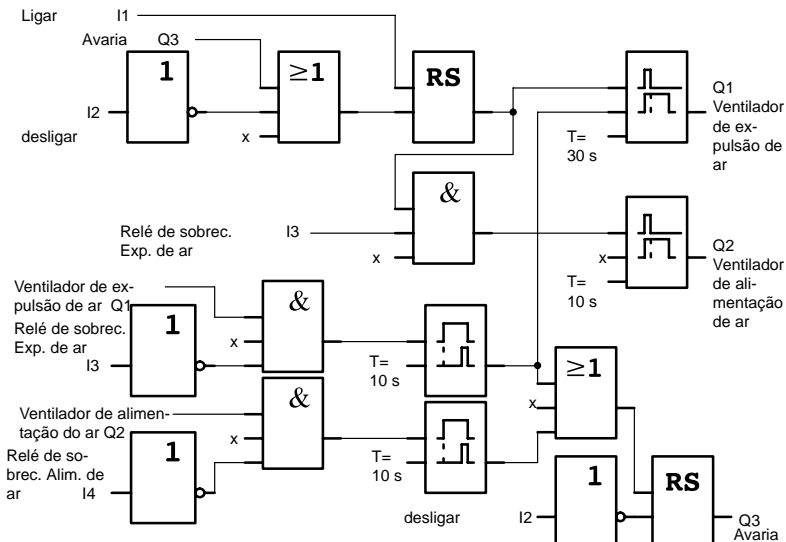 Ligar I1
Avaria Q3
1
≥1
RS
I2
x
desligar
Q1
Ventilador
de ex-
pulsão de
ar
T=
30 s
&
Relé de sobrec.
Exp. de ar
I3
x
Q2
Ventilador
de ali-
mentação
de ar
x
T=
10 s
Ventilador de ex-
pulsão de ar Q1
Relé de sobrec.
Exp. de ar
I3
1
&
x
T=
10 s
≥1
x
Ventilador de alimen-
tação do ar Q2
Relé de so-
brec. Alim. de
ar
I4
1
&
x
T=
10 s
desligar
I2
1
RS
Q3
Avaria